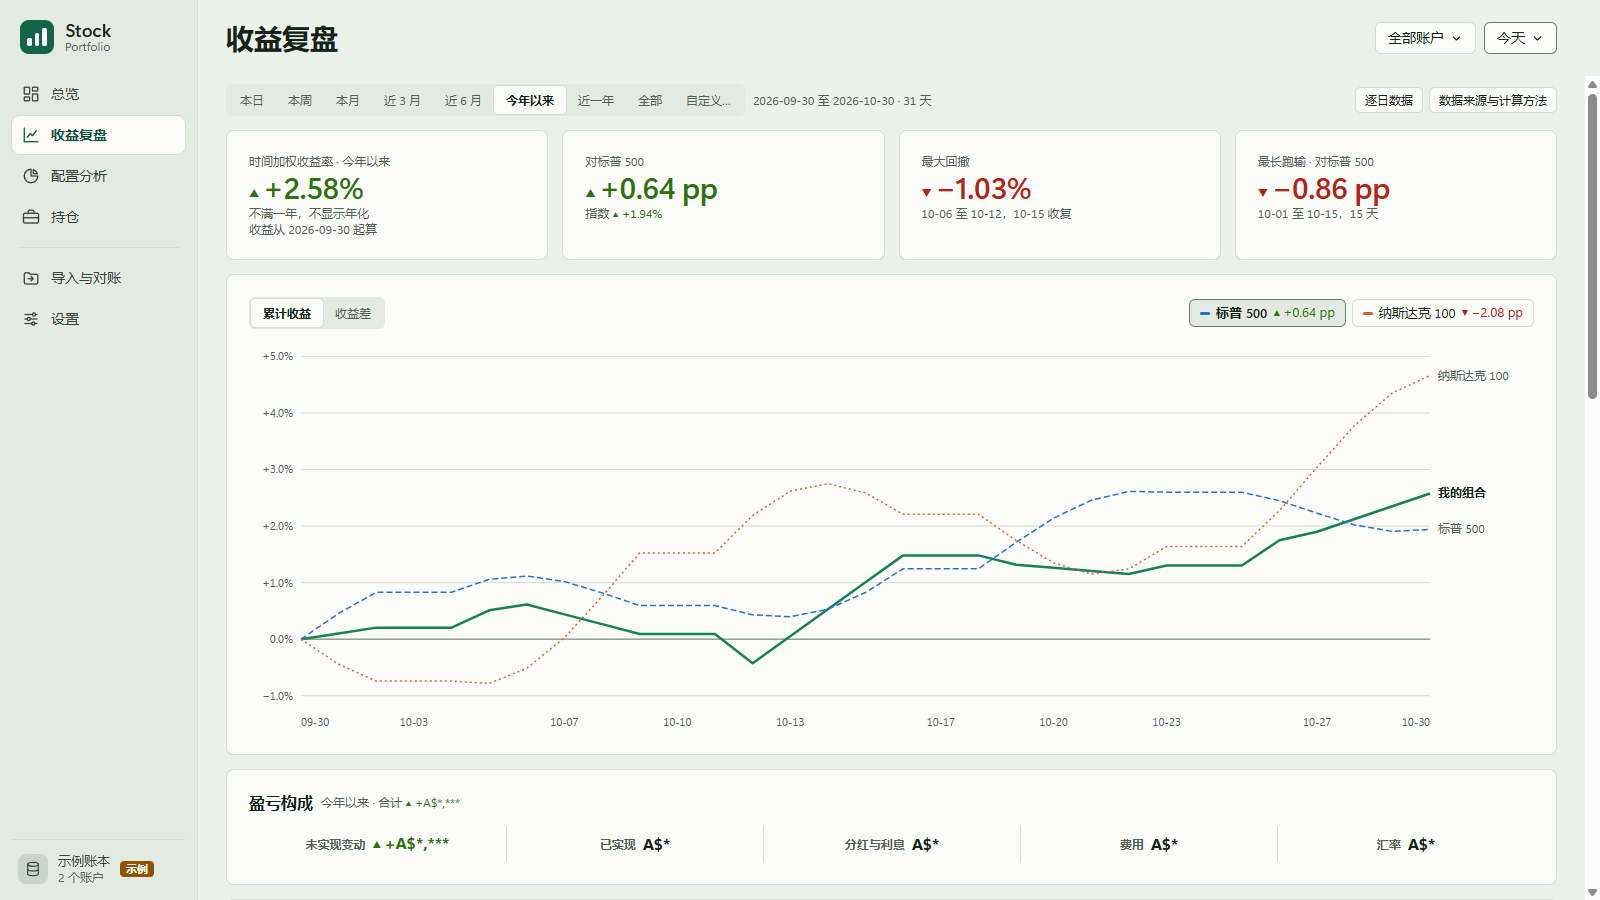 Stock
Portfolio
总览
收益复盘
配置分析
持仓
导入与对账
设置
示例账本
2 个账户
示例
收益复盘
全部账户
今天
本日 本周 本月 近 3 月 近 6 月 今年以来 近一年 全部 自定义... 2026-09-30 至 2026-10-30 · 31 天
逐日数据 数据来源与计算方法
时间加权收益率 · 今年以来
▲ +2.58%
不满一年，不显示年化
收益从 2026-09-30 起算
对标普 500
▲ +0.64 pp
指数 ▲ +1.94%
最大回撤
▼ −1.03%
10-06 至 10-12，10-15 收复
最长跑输 · 对标普 500
▼ −0.86 pp
10-01 至 10-15，15 天
累计收益 收益差
标普 500 ▲ +0.64 pp
纳斯达克 100 ▼ −2.08 pp
+5.0%
+4.0%
+3.0%
+2.0%
+1.0%
0.0%
−1.0%
纳斯达克 100
我的组合
标普 500
09-30 10-03 10-07 10-10 10-13 10-17 10-20 10-23 10-27 10-30
盈亏构成 今年以来 · 合计 ▲ +A$*,***
未实现变动 ▲ +A$*,***
已实现 A$*
分红与利息 A$*
费用 A$*
汇率 A$*